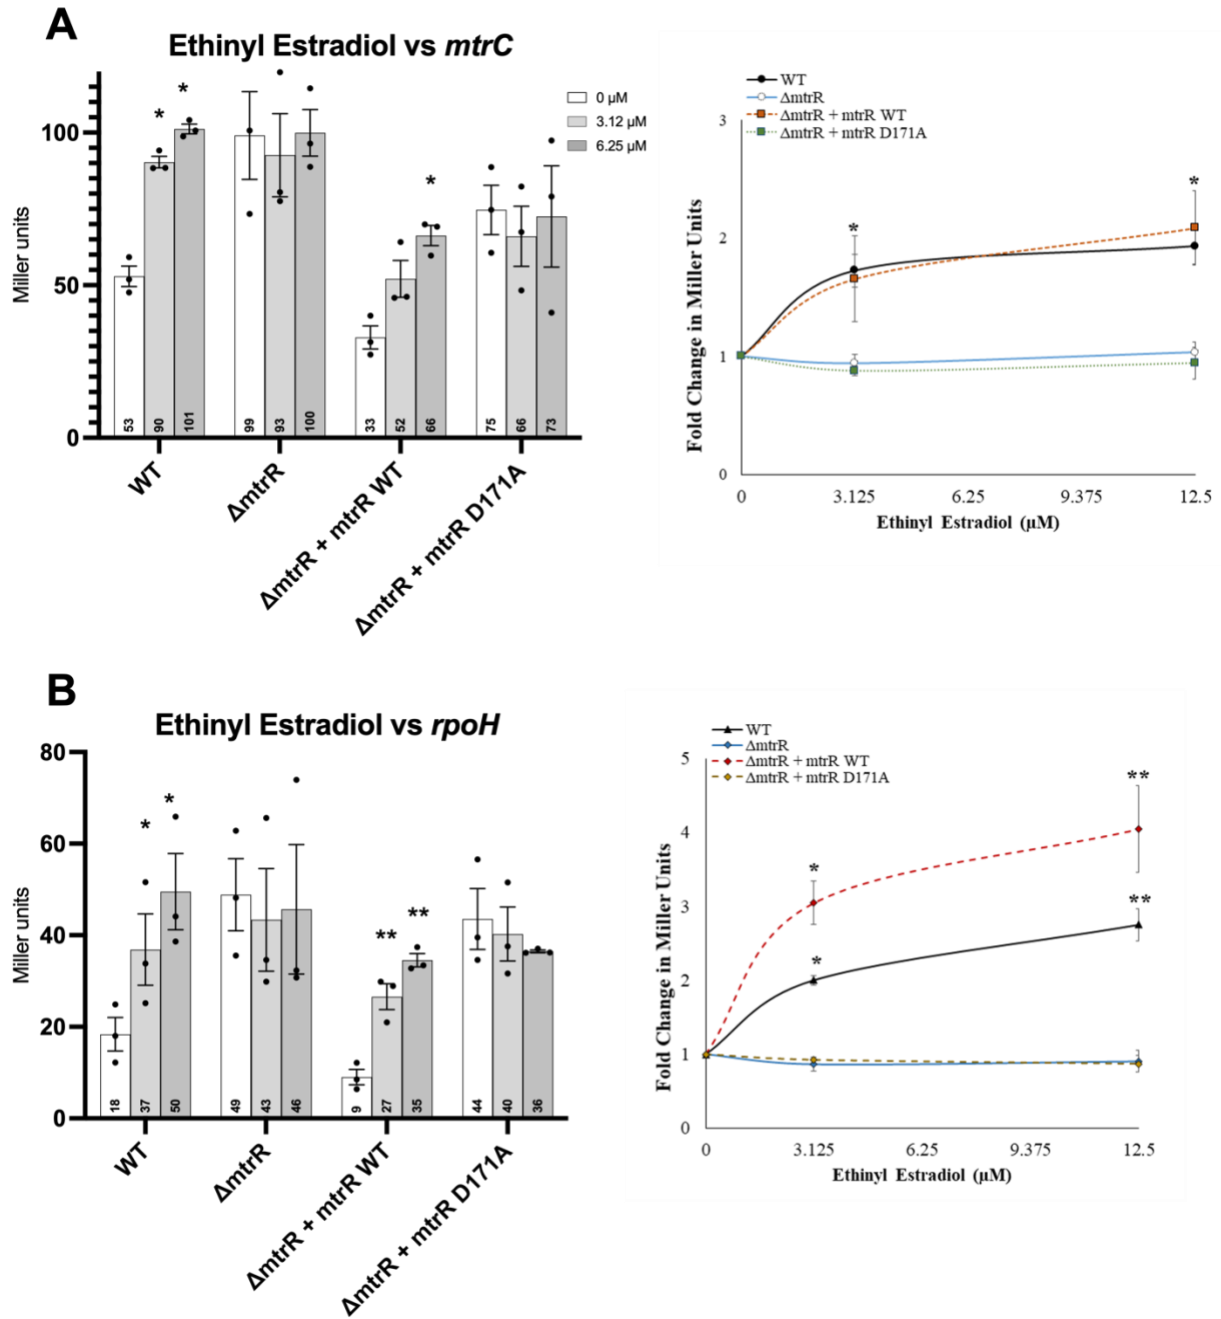 A
Ethinyl Estradiol vs mtrC
0 µM
3.12 µM
6.25 µM
* *
*
100
50
0
Miller units
53 90 101 99 93 100 33 52 66 75 66 73
WT
ΔmtrR
ΔmtrR + mtrR WT
ΔmtrR + mtrR D171A
WT
ΔmtrR
ΔmtrR + mtrR WT
ΔmtrR + mtrR D171A
3
2
1
0
* *
Fold Change in Miller Units
0 3.125 6.25 9.375 12.5
Ethinyl Estradiol (µM)
B
Ethinyl Estradiol vs rpoH
80
60
40
20
0
Miller units
* *
** **
18 37 50 49 43 46 9 27 35 44 40 36
WT
ΔmtrR
ΔmtrR + mtrR WT
ΔmtrR + mtrR D171A
WT
ΔmtrR
ΔmtrR + mtrR WT
ΔmtrR + mtrR D171A
5
4
3
2
1
0
* **
* **
Fold Change in Miller Units
0 3.125 6.25 9.375 12.5
Ethinyl Estradiol (µM)